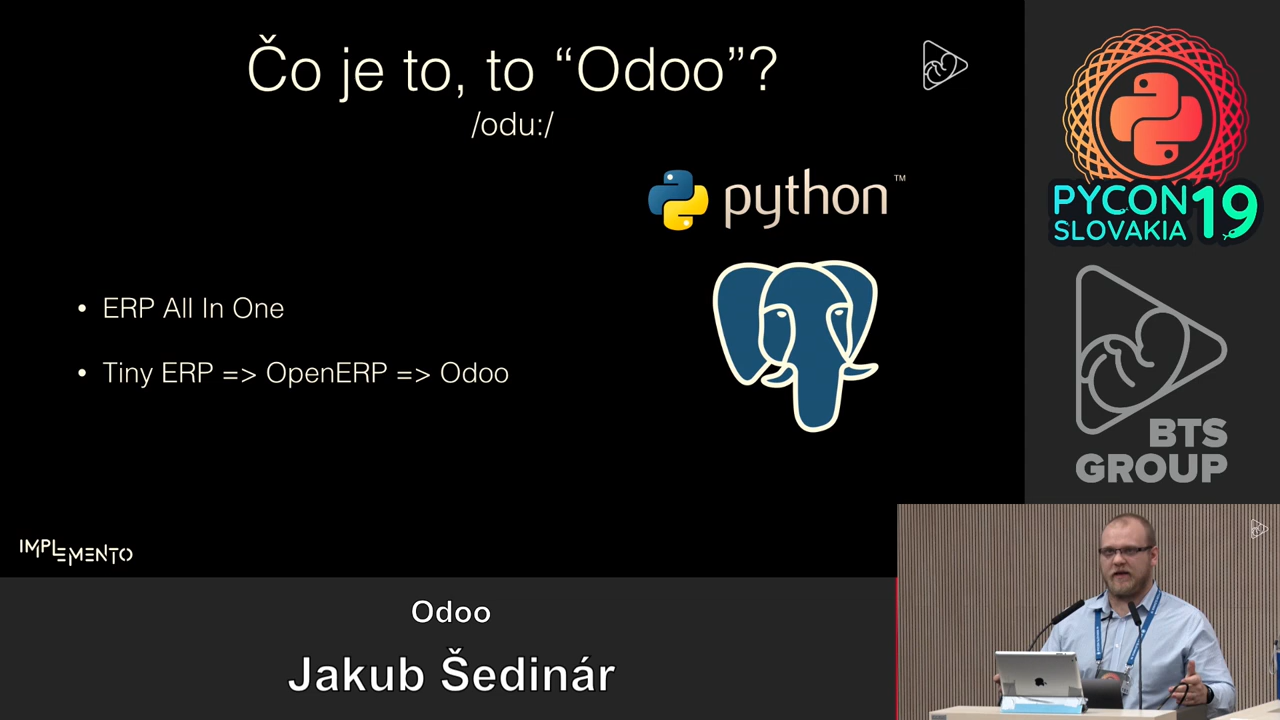 Čo je to, to “Odoo”?
/odu:/
python™
• ERP All In One
• Tiny ERP => OpenERP => Odoo
IMPLEMENTO
PYCON 19
SLOVAKIA
BTS
GROUP
Odoo
Jakub Šedinár